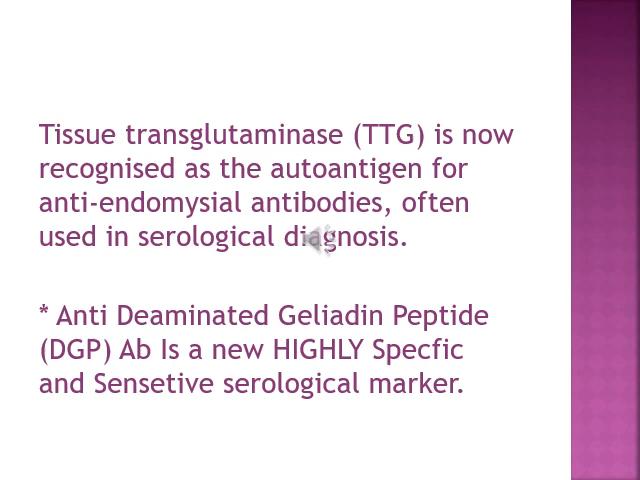 Tissue transglutaminase (TTG) is now
recognised as the autoantigen for
anti-endomysial antibodies, often
used in serological diagnosis.
* Anti Deaminated Geliadin Peptide
(DGP) Ab Is a new HIGHLY Specfic
and Sensetive serological marker.